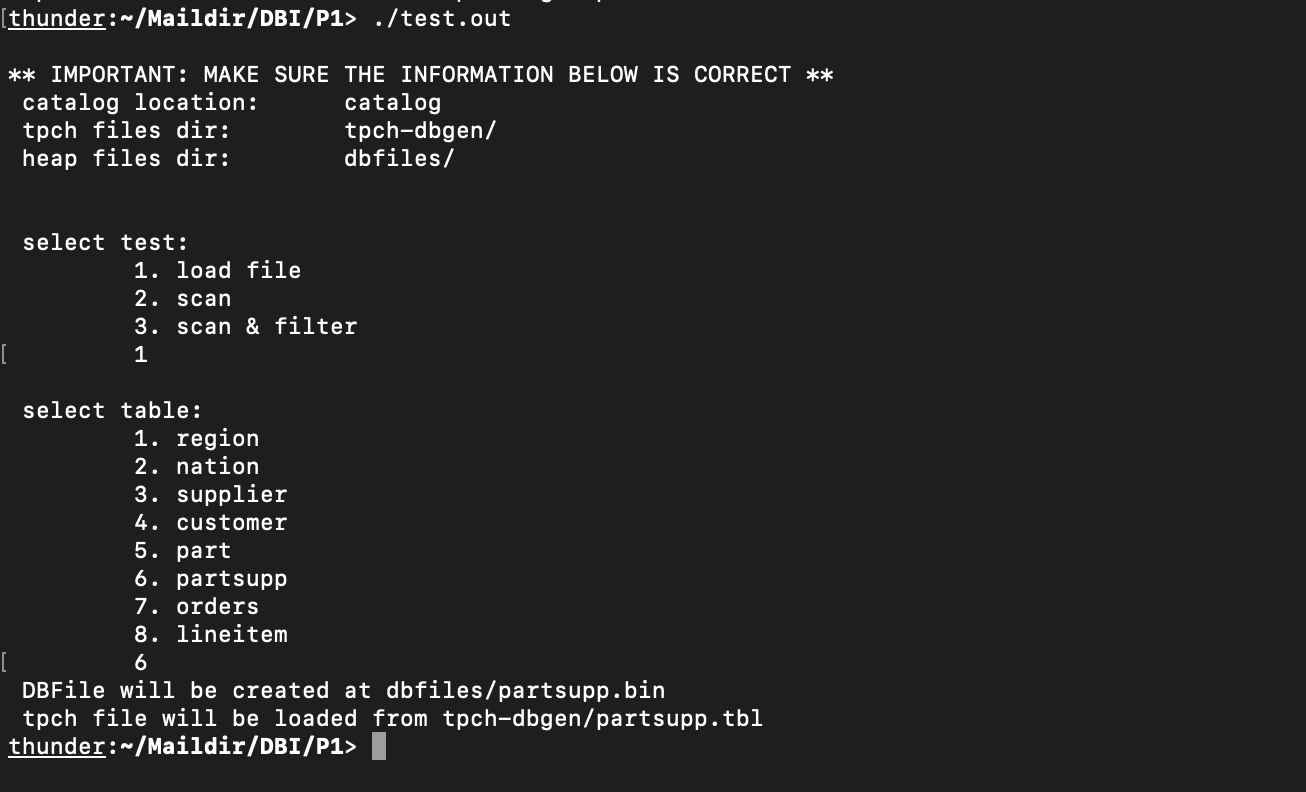 [thunder:~/Maildir/DBI/P1> ./test.out
** IMPORTANT: MAKE SURE THE INFORMATION BELOW IS CORRECT **
catalog location: catalog
tpch files dir: tpch-dbgen/
heap files dir: dbfiles/
select test:
1. load file
2. scan
3. scan & filter
[ 1
select table:
1. region
2. nation
3. supplier
4. customer
5. part
6. partsupp
7. orders
8. lineitem
[ 6
DBFile will be created at dbfiles/partsupp.bin
tpch file will be loaded from tpch-dbgen/partsupp.tbl
thunder:~/Maildir/DBI/P1>